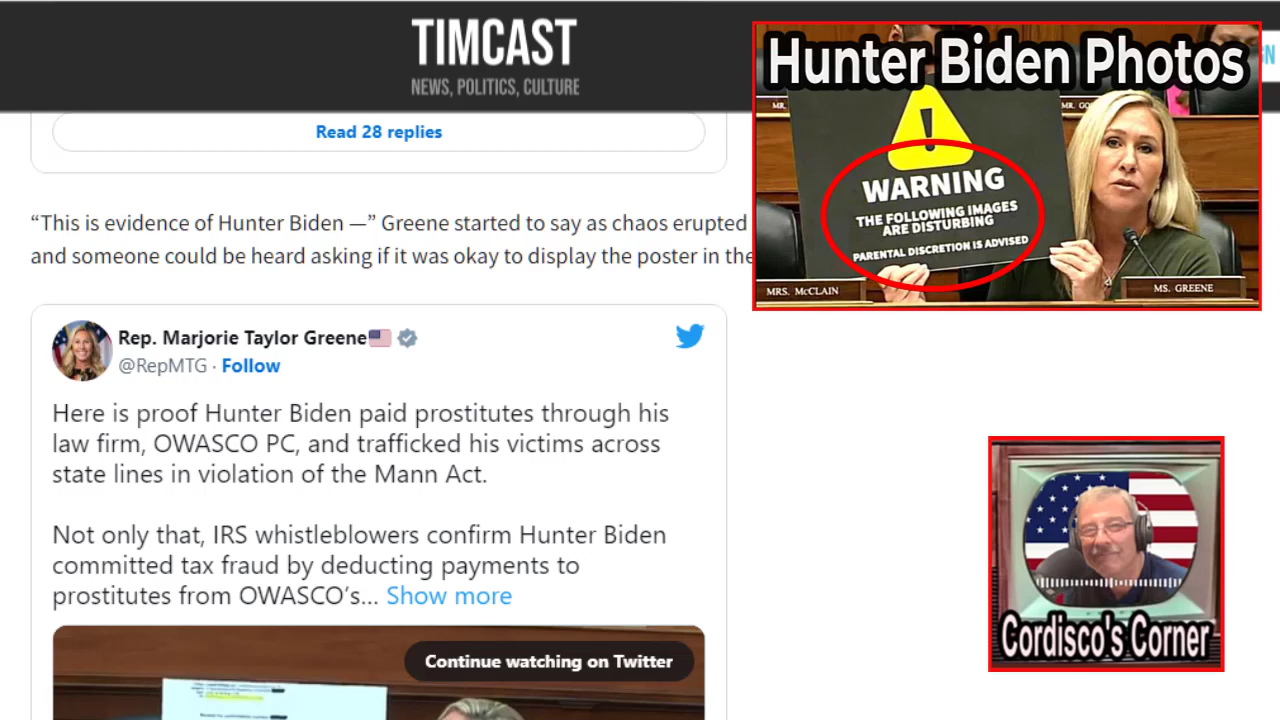 TIMCAST
NEWS, POLITICS, CULTURE
Read 28 replies
“This is evidence of Hunter Biden —” Greene started to say as chaos erupted
and someone could be heard asking if it was okay to display the poster in the
Rep. Marjorie Taylor Greene🇺🇸
@RepMTG · Follow
Here is proof Hunter Biden paid prostitutes through his
law firm, OWASCO PC, and trafficked his victims across
state lines in violation of the Mann Act.
Not only that, IRS whistleblowers confirm Hunter Biden
committed tax fraud by deducting payments to
prostitutes from OWASCO’s... Show more
Continue watching on Twitter
Hunter Biden Photos
MR.
MR.
WARNING
THE FOLLOWING IMAGES
ARE DISTURBING
PARENTAL DISCRETION IS ADVISED
MRS. McCLAIN
MS. GREENE
Cordisco's Corner